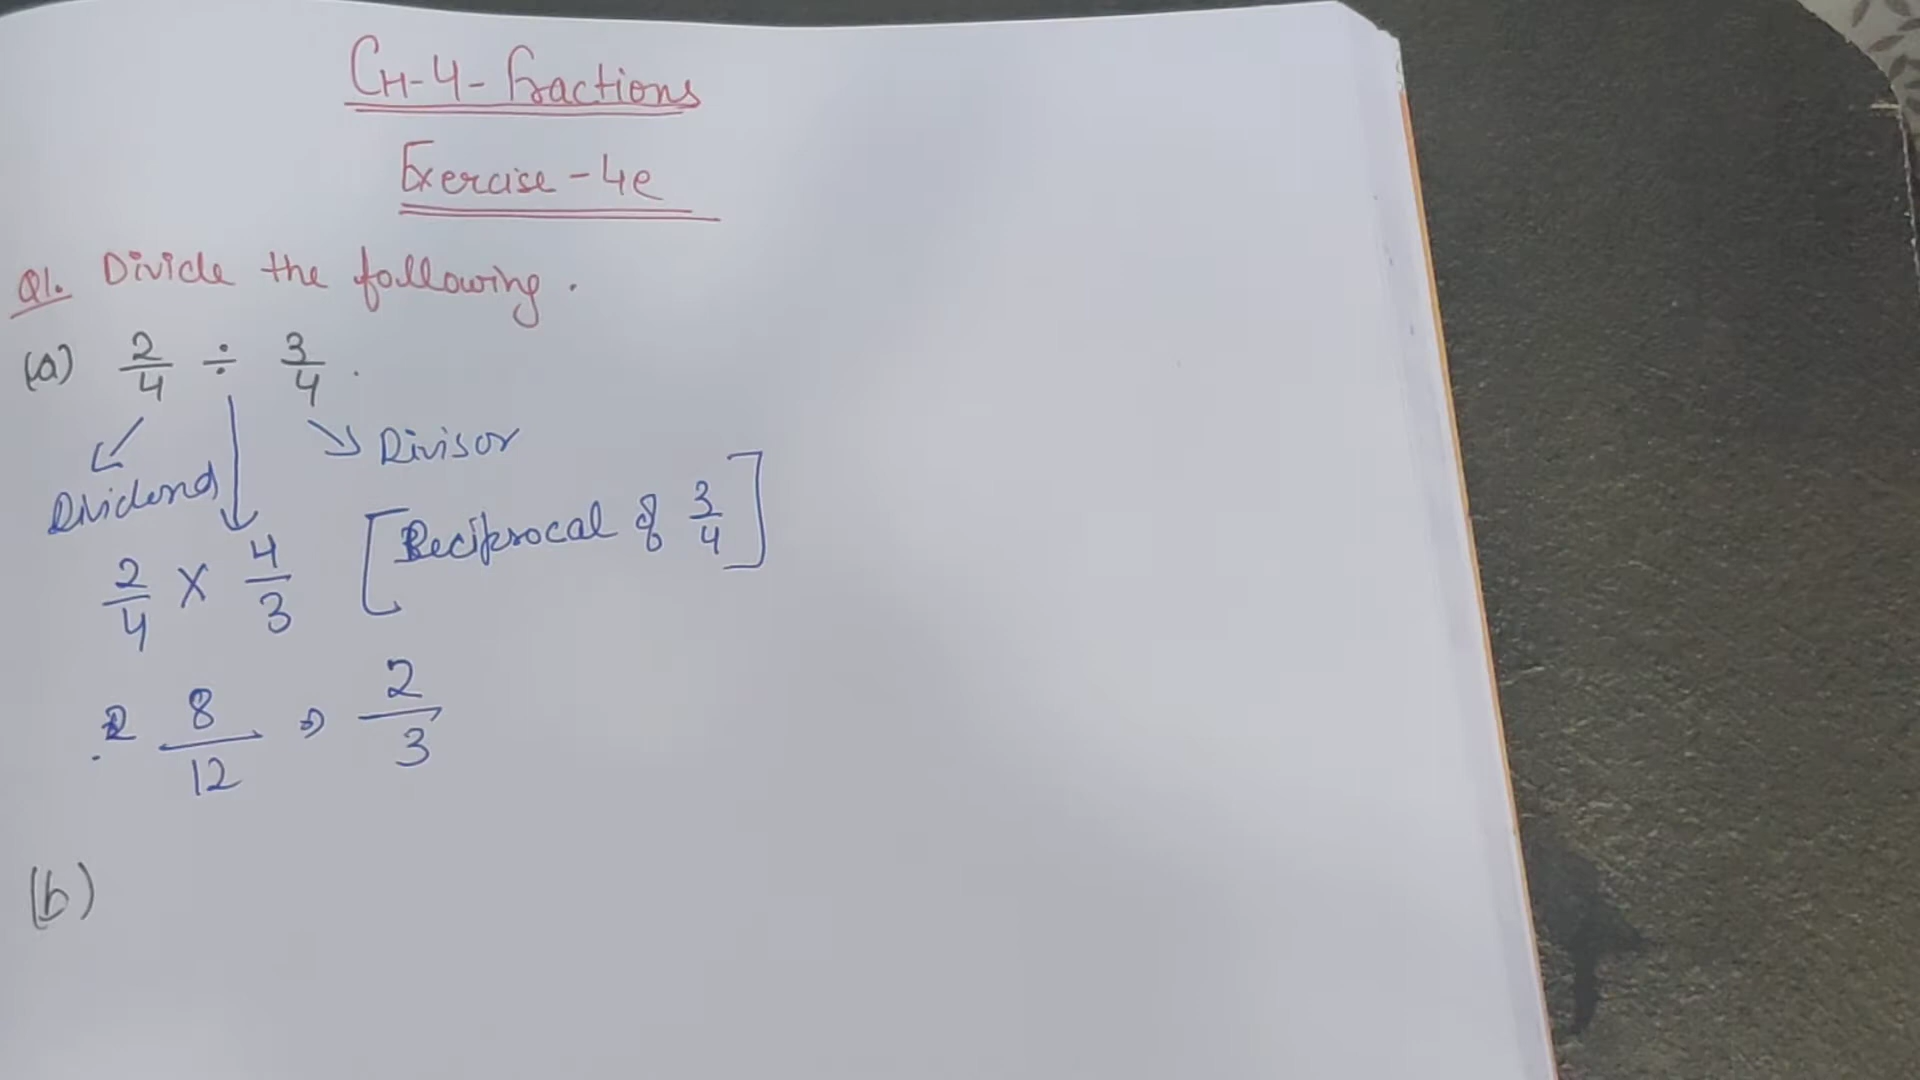 CH-4- Fractions
Exercise - 4e
Q1. Divide the following.
(a) 2/4 ÷ 3/4.
Divisor
Dividend
2/4 × 4/3 [Reciprocal of 3/4]
8/12 ⇒ 2/3
(b)